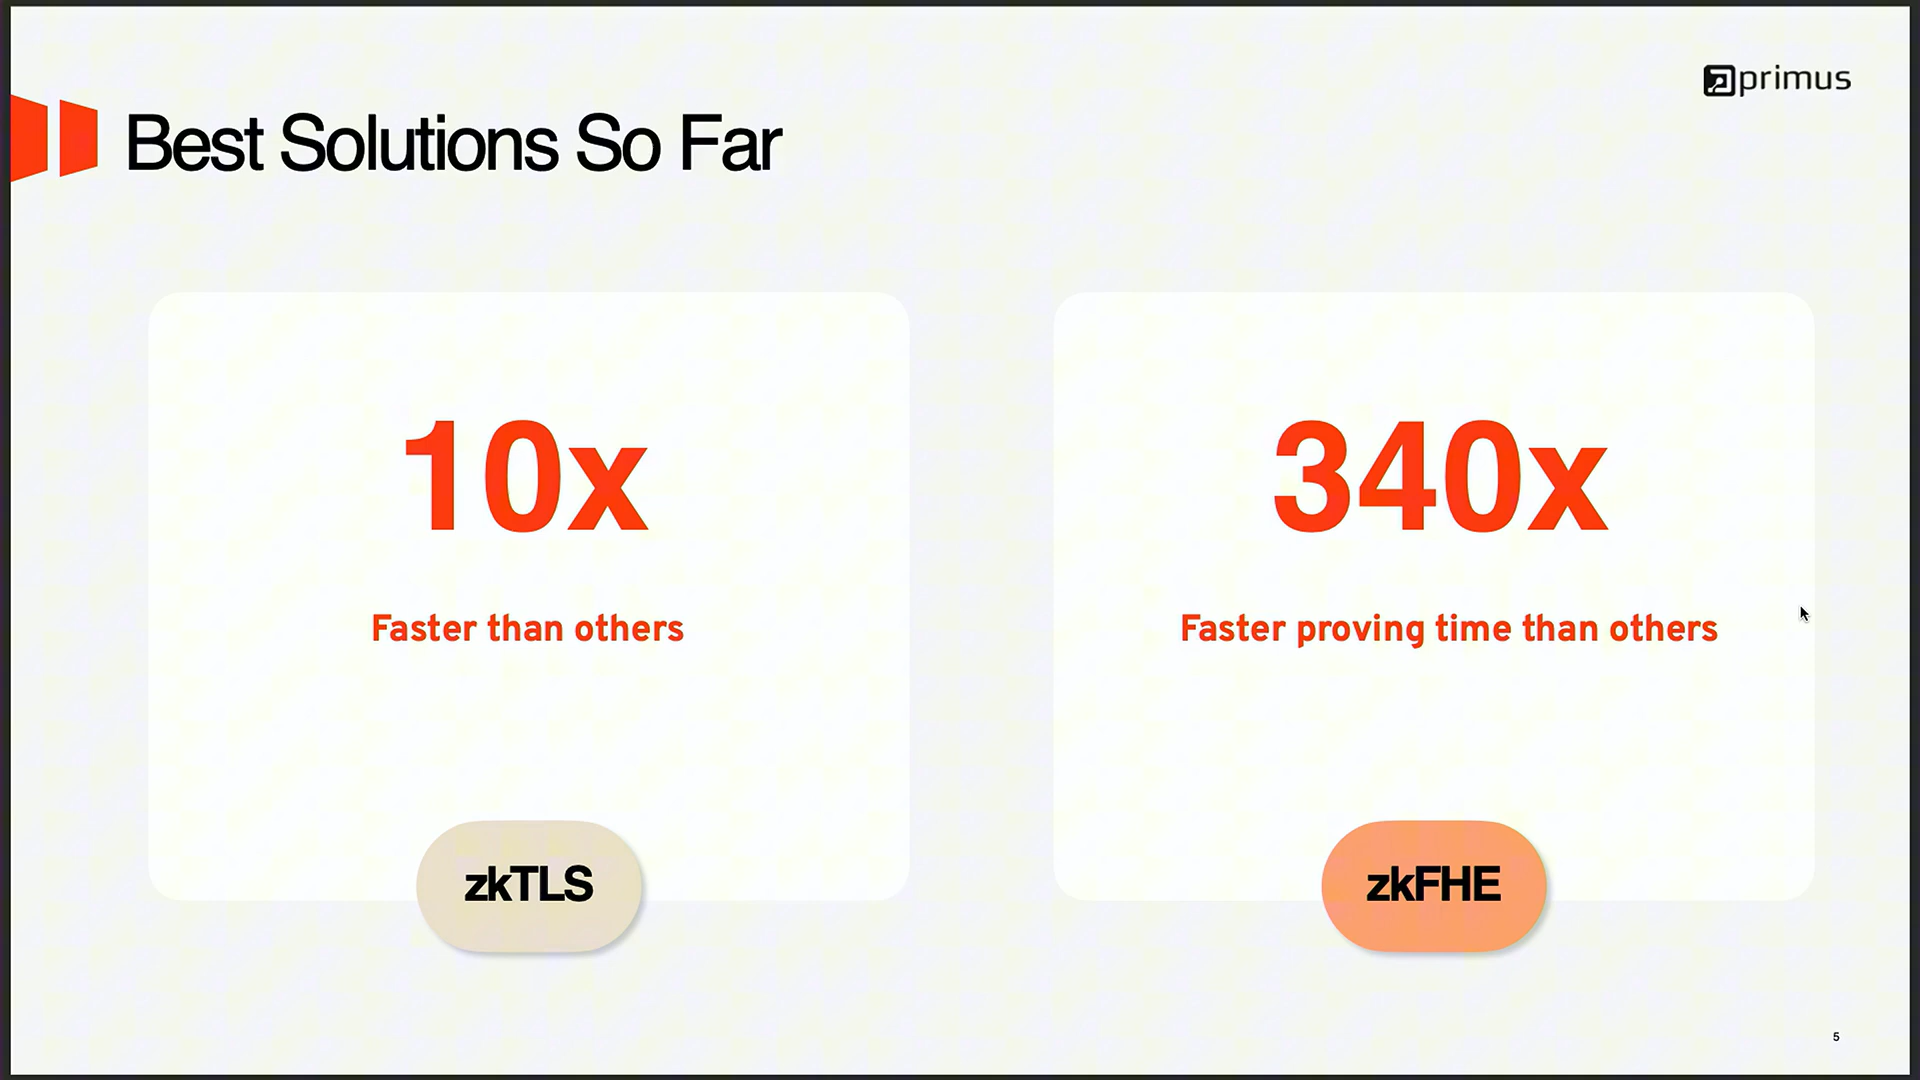 primus
Best Solutions So Far
10x
Faster than others
zkTLS
340x
Faster proving time than others
zkFHE
5